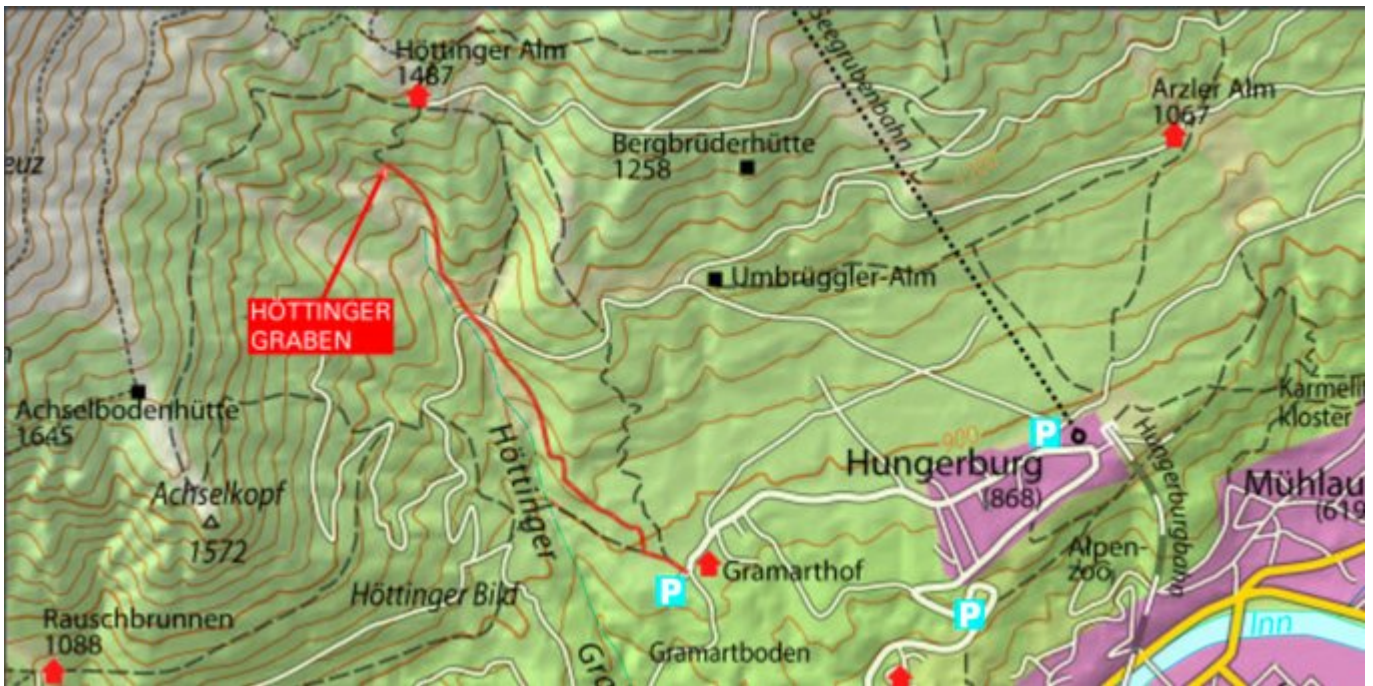 Höttinger Alm
1487
Seegrubenbahn
Arzler Alm
1067
Bergbrüderhütte
1258
euz
Umbrüggler-Alm
HÖTTINGER
GRABEN
Achselbodenhütte
1645
Karmelit
kloster
900
Höttinger
Hungerburg
(868)
Hungerburgbahn
Mühlau
(619
Achselkopf
1572
P
Alpen-
zoo
Gramarthof
P
Höttinger Bild
P
Rauschbrunnen
1088
Gramartboden
Inn
Gra